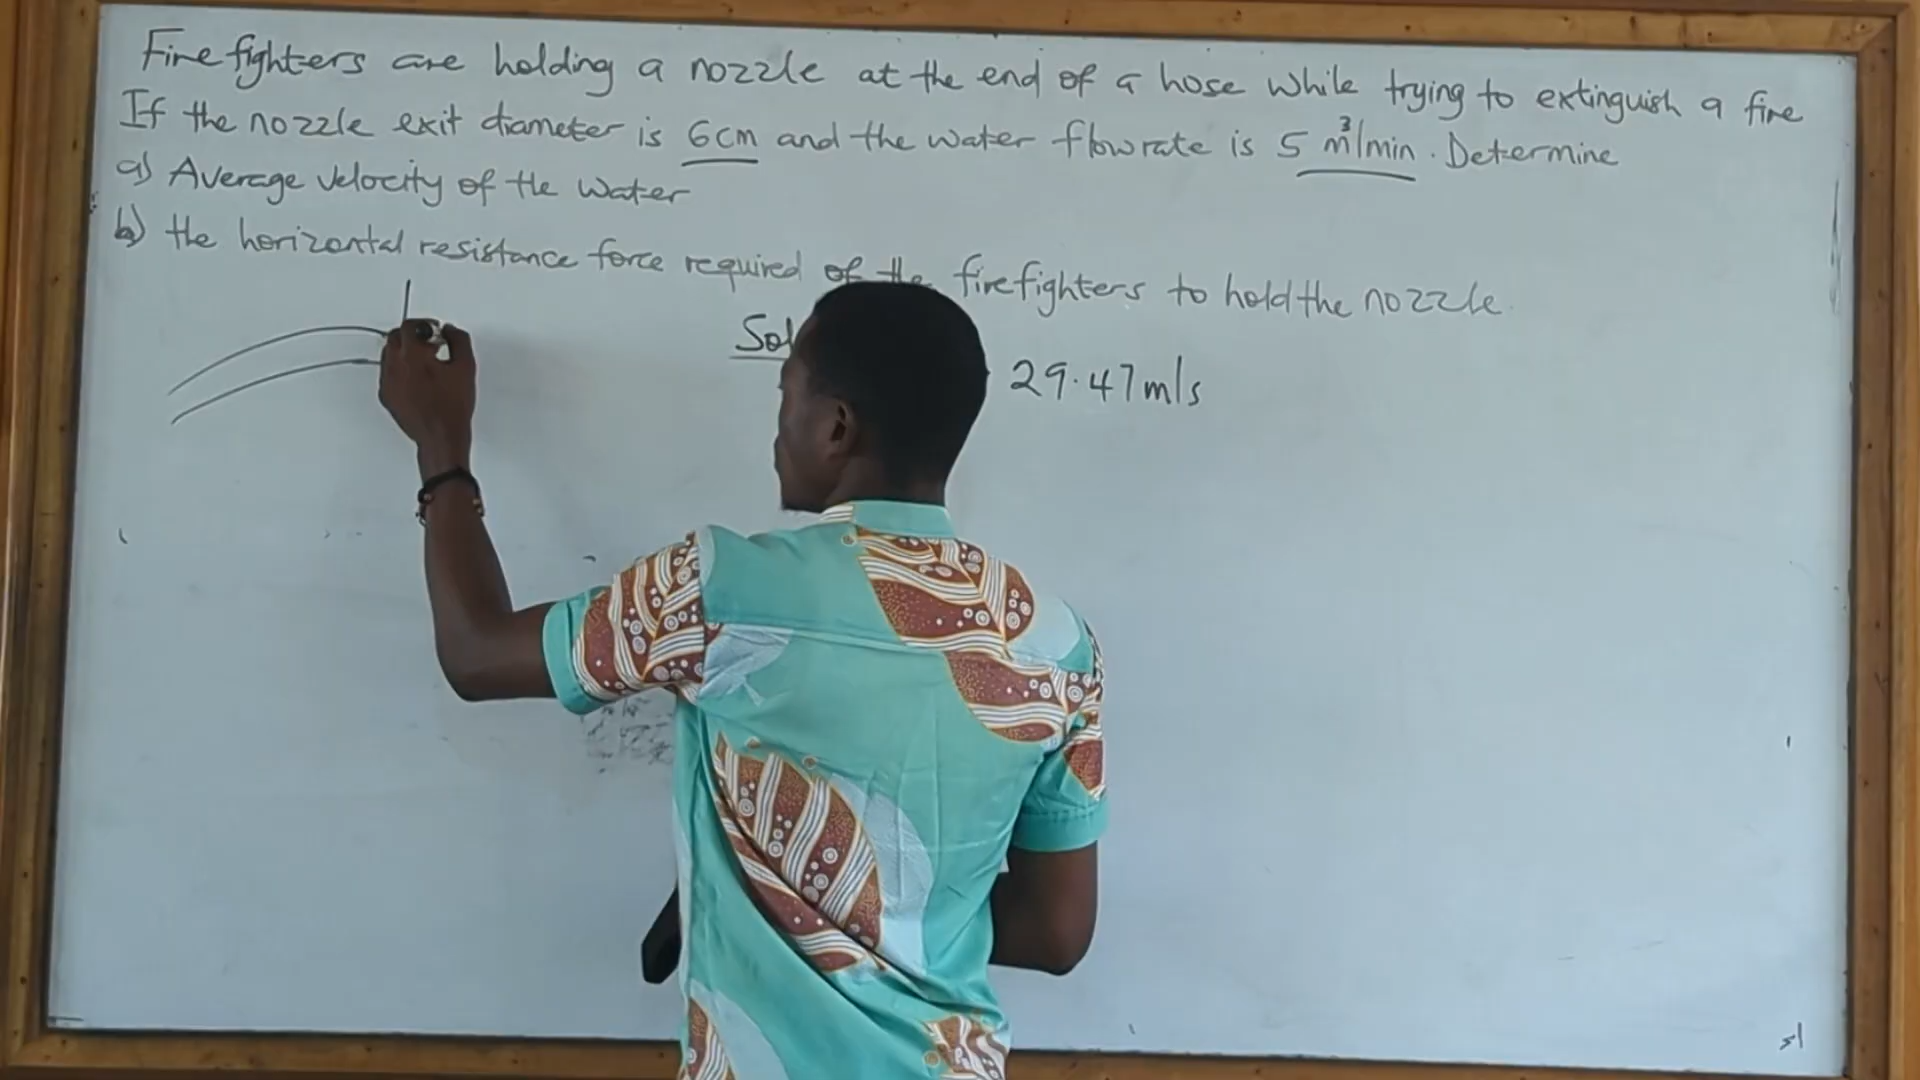 Firefighters are holding a nozzle at the end of a hose while trying to extinguish a fire
If the nozzle exit diameter is 6cm and the water flowrate is 5 m³/min. Determine
a) Average velocity of the water
b) the horizontal resistance force required of the firefighters to hold the nozzle.
Sol
29.47m/s